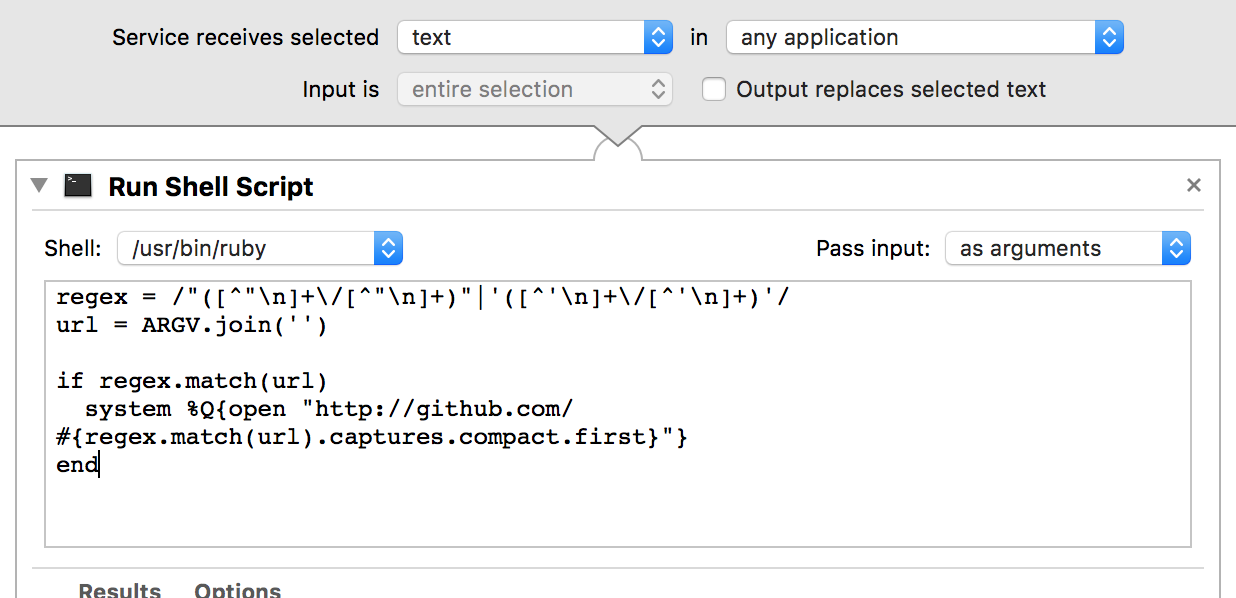 Service receives selected text in any application
Input is entire selection Output replaces selected text
Run Shell Script
Shell: /usr/bin/ruby Pass input: as arguments
regex = /"([^"\n]+\/[^"\n]+)"|'([^'\n]+\/[^'\n]+)'/
url = ARGV.join('')
if regex.match(url)
  system %Q{open "http://github.com/
#{regex.match(url).captures.compact.first}"}
end
Results Options